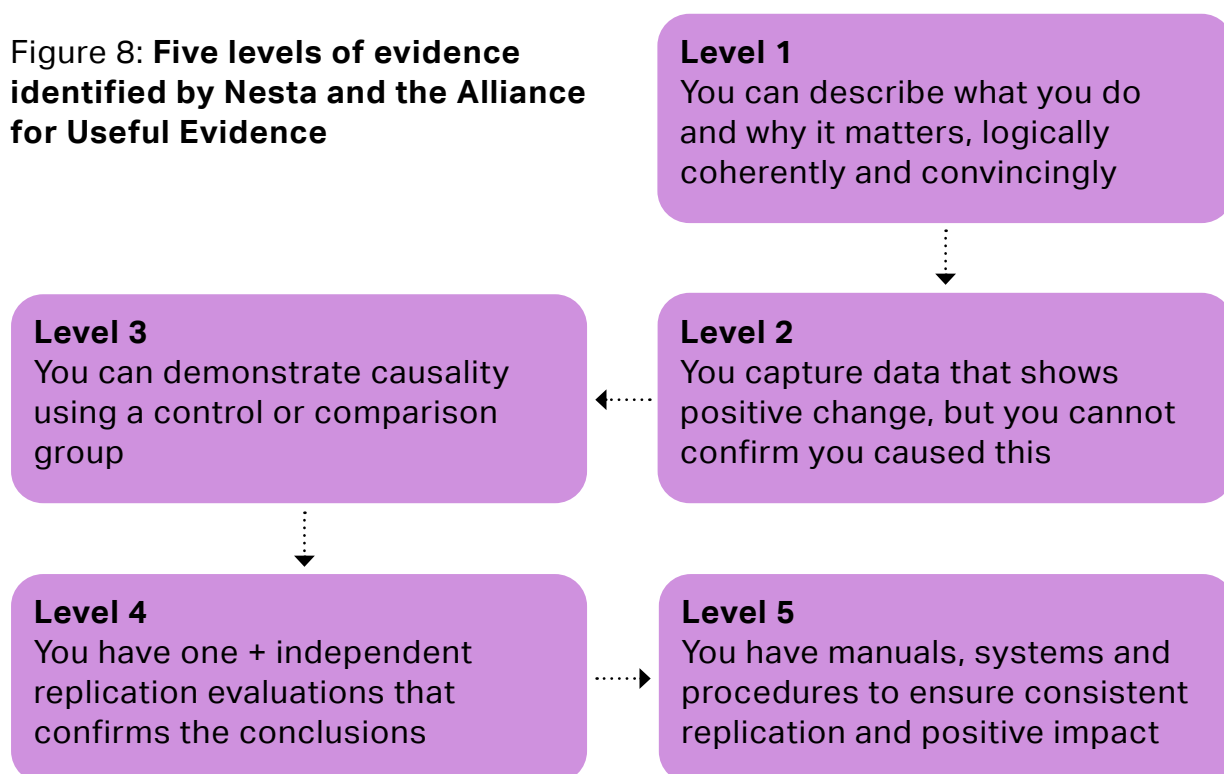 Figure 8: Five levels of evidence
identified by Nesta and the Alliance
for Useful Evidence
Level 1
You can describe what you do
and why it matters, logically
coherently and convincingly
Level 2
You capture data that shows
positive change, but you cannot
confirm you caused this
Level 3
You can demonstrate causality
using a control or comparison
group
Level 4
You have one + independent
replication evaluations that
confirms the conclusions
Level 5
You have manuals, systems and
procedures to ensure consistent
replication and positive impact